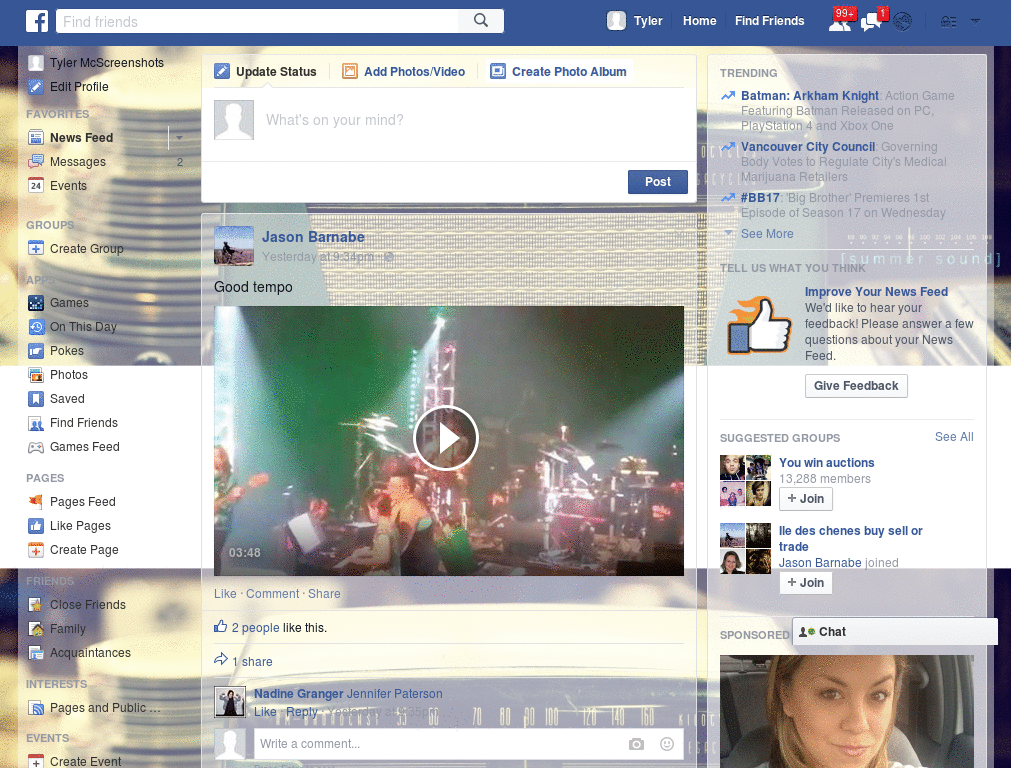 Find friends
Tyler
Home
Find Friends
99+
1
Tyler McScreenshots
Edit Profile
FAVORITES
News Feed
Messages
2
24
Events
GROUPS
Create Group
APPS
Games
On This Day
Pokes
Photos
Saved
Find Friends
Games Feed
PAGES
Pages Feed
Like Pages
Create Page
FRIENDS
Close Friends
Family
Acquaintances
INTERESTS
Pages and Public ...
EVENTS
Create Event
Update Status
Add Photos/Video
Create Photo Album
What's on your mind?
Post
Jason Barnabe
Yesterday at 9:34pm ·
Good tempo
03:48
Like · Comment · Share
2 people like this.
1 share
Nadine Granger Jennifer Paterson
Like · Reply · Yesterday at
70 80 90 100 120 140 160
Write a comment...
TRENDING
Batman: Arkham Knight: Action Game
Featuring Batman Released on PC,
PlayStation 4 and Xbox One
Vancouver City Council: Governing
Body Votes to Regulate City's Medical
Marijuana Retailers
#BB17: 'Big Brother' Premieres 1st
Episode of Season 17 on Wednesday
See More
[summer sound]
TELL US WHAT YOU THINK
Improve Your News Feed
We'd like to hear your
feedback! Please answer a few
questions about your News
Feed.
Give Feedback
SUGGESTED GROUPS
See All
You win auctions
13,288 members
+ Join
Ile des chenes buy sell or
trade
Jason Barnabe joined
+ Join
SPONSORED
Chat